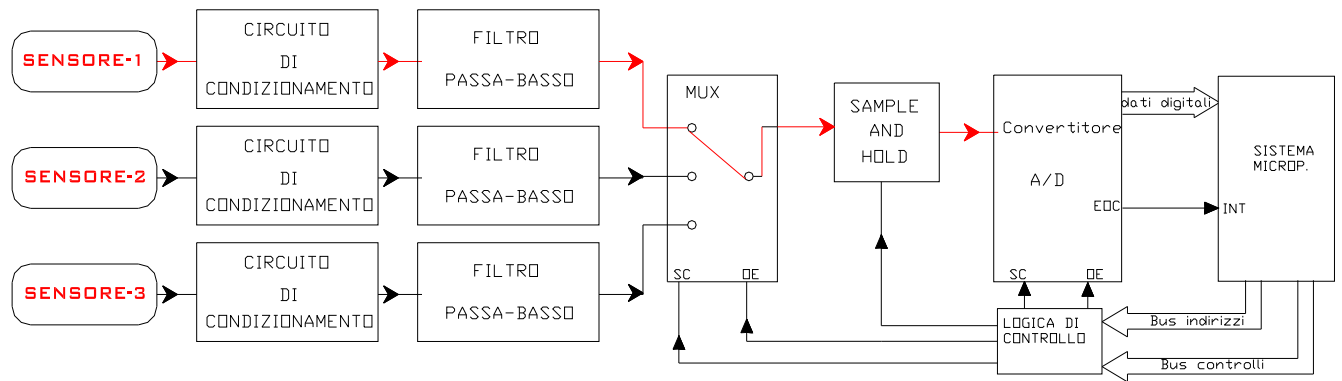 SENSORE-1
CIRCUITO
DI
CONDIZIONAMENTO
FILTRO
PASSA-BASSO
SENSORE-2
CIRCUITO
DI
CONDIZIONAMENTO
FILTRO
PASSA-BASSO
SENSORE-3
CIRCUITO
DI
CONDIZIONAMENTO
FILTRO
PASSA-BASSO
MUX
SC OE
SAMPLE
AND
HOLD
Convertitore
A/D
EOC
SC OE
dati digitali
SISTEMA
MICROP.
INT
LOGICA DI
CONTROLLO
Bus indirizzi
Bus controlli